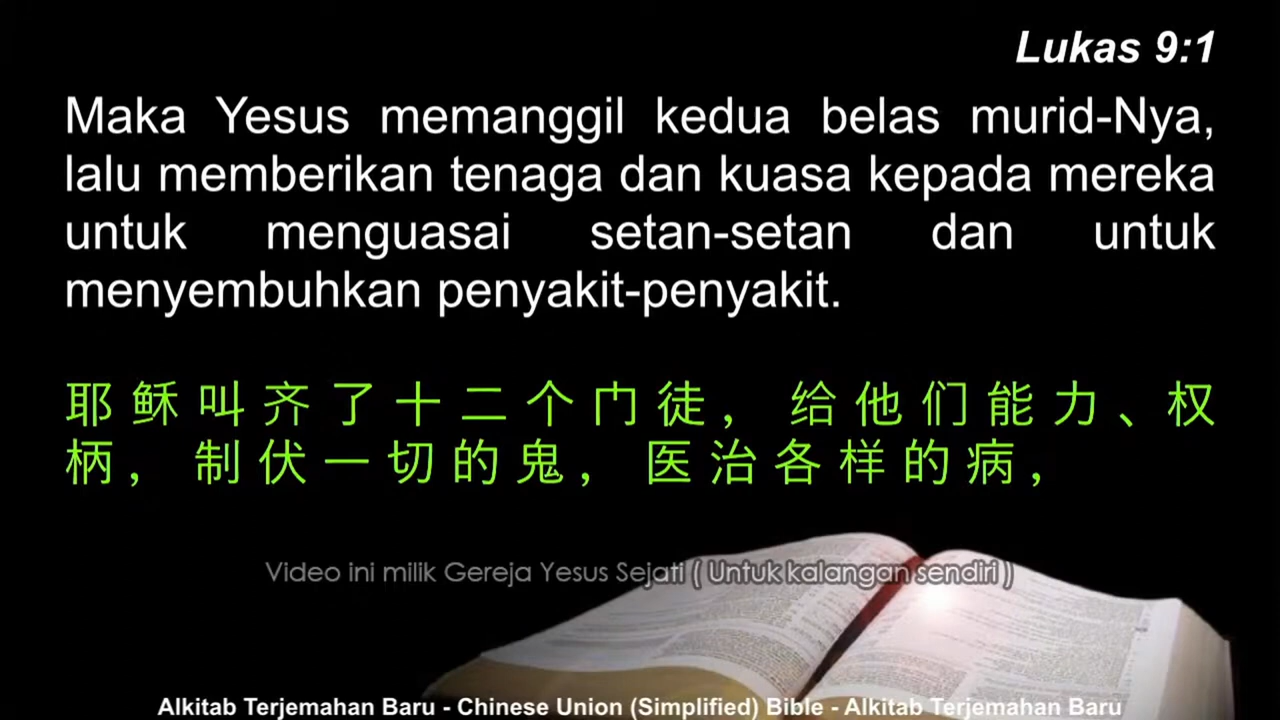 Lukas 9:1
Maka Yesus memanggil kedua belas murid-Nya,
lalu memberikan tenaga dan kuasa kepada mereka
untuk menguasai setan-setan dan untuk
menyembuhkan penyakit-penyakit.
耶稣叫齐了十二个门徒，给他们能力、权
柄，制伏一切的鬼，医治各样的病，
Video ini milik Gereja Yesus Sejati ( Untuk kalangan sendiri )
Alkitab Terjemahan Baru - Chinese Union (Simplified) Bible - Alkitab Terjemahan Baru